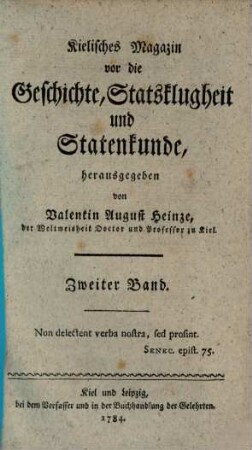 Kielisches Magazin
vor die
Geschichte, Statsklugheit
und
Statenkunde,
herausgegeben
von
Valentin August Heinze,
der Weltweisheit Doctor und Professor zu Kiel.
Zweiter Band.
Non delectent verba nostra, sed prosint.
SENEC. epist. 75.
Kiel und Leipzig,
bei dem Verfasser und in der Buchhandlung der Gelehrten.
1784.